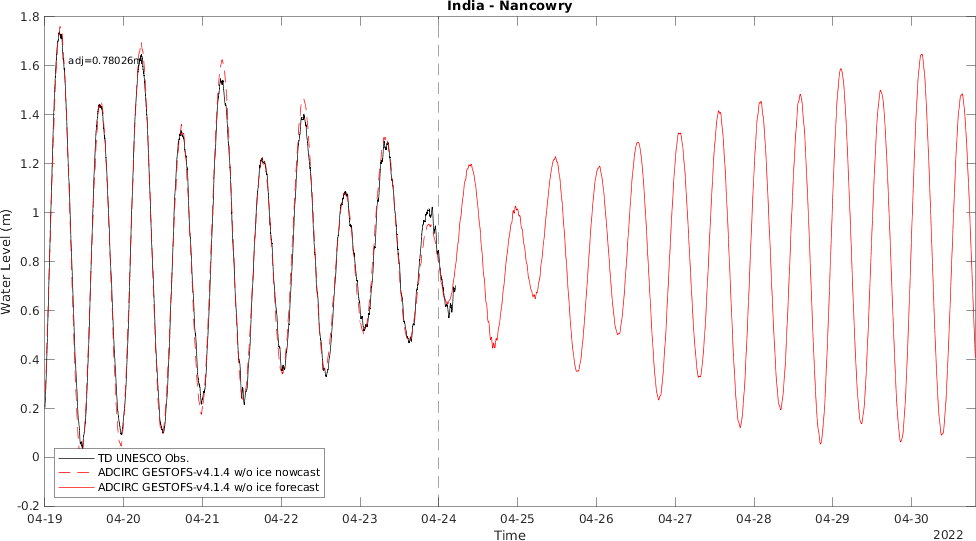 India - Nancowry
1.8
1.6
1.4
1.2
1
0.8
0.6
0.4
0.2
0
-0.2
Water Level (m)
adj=0.78026m
TD UNESCO Obs.
ADCIRC GESTOFS-v4.1.4 w/o ice nowcast
ADCIRC GESTOFS-v4.1.4 w/o ice forecast
04-19 04-20 04-21 04-22 04-23 04-24 04-25 04-26 04-27 04-28 04-29 04-30
Time
2022